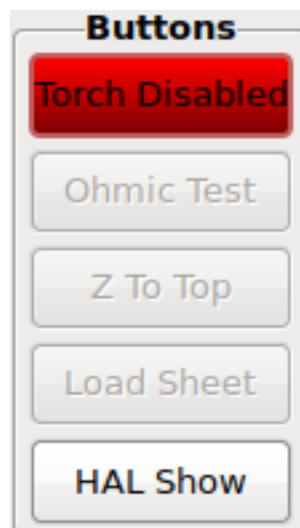 Buttons
Torch Disabled
Ohmic Test
Z To Top
Load Sheet
HAL Show